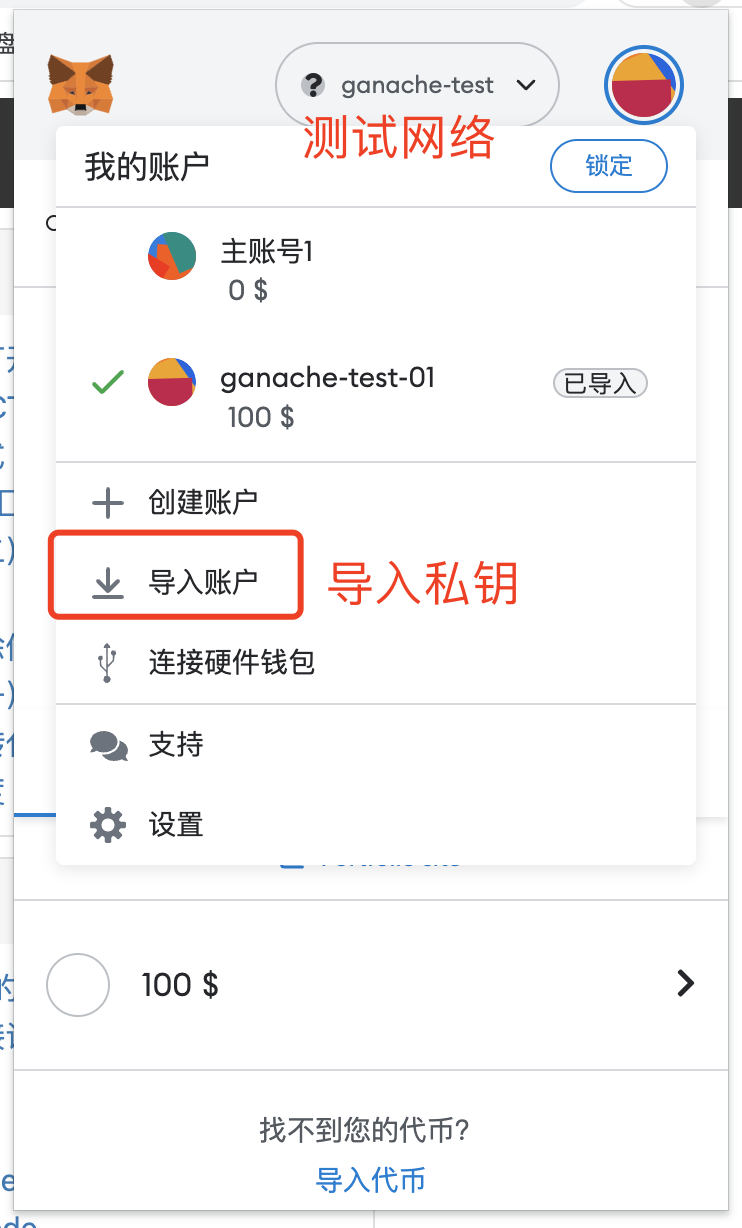 盘
ganache-test
测试网络
我的账户
锁定
主账号1
0 $
ganache-test-01
已导入
100 $
创建账户
导入账户
导入私钥
连接硬件钱包
支持
设置
100 $
找不到您的代币?
导入代币